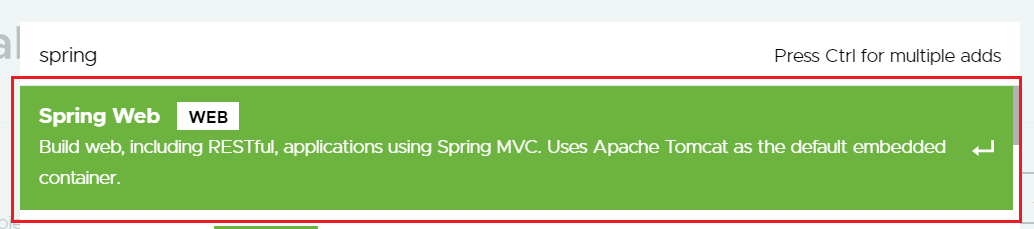 spring
Press Ctrl for multiple adds
Spring Web WEB
Build web, including RESTful, applications using Spring MVC. Uses Apache Tomcat as the default embedded
container.